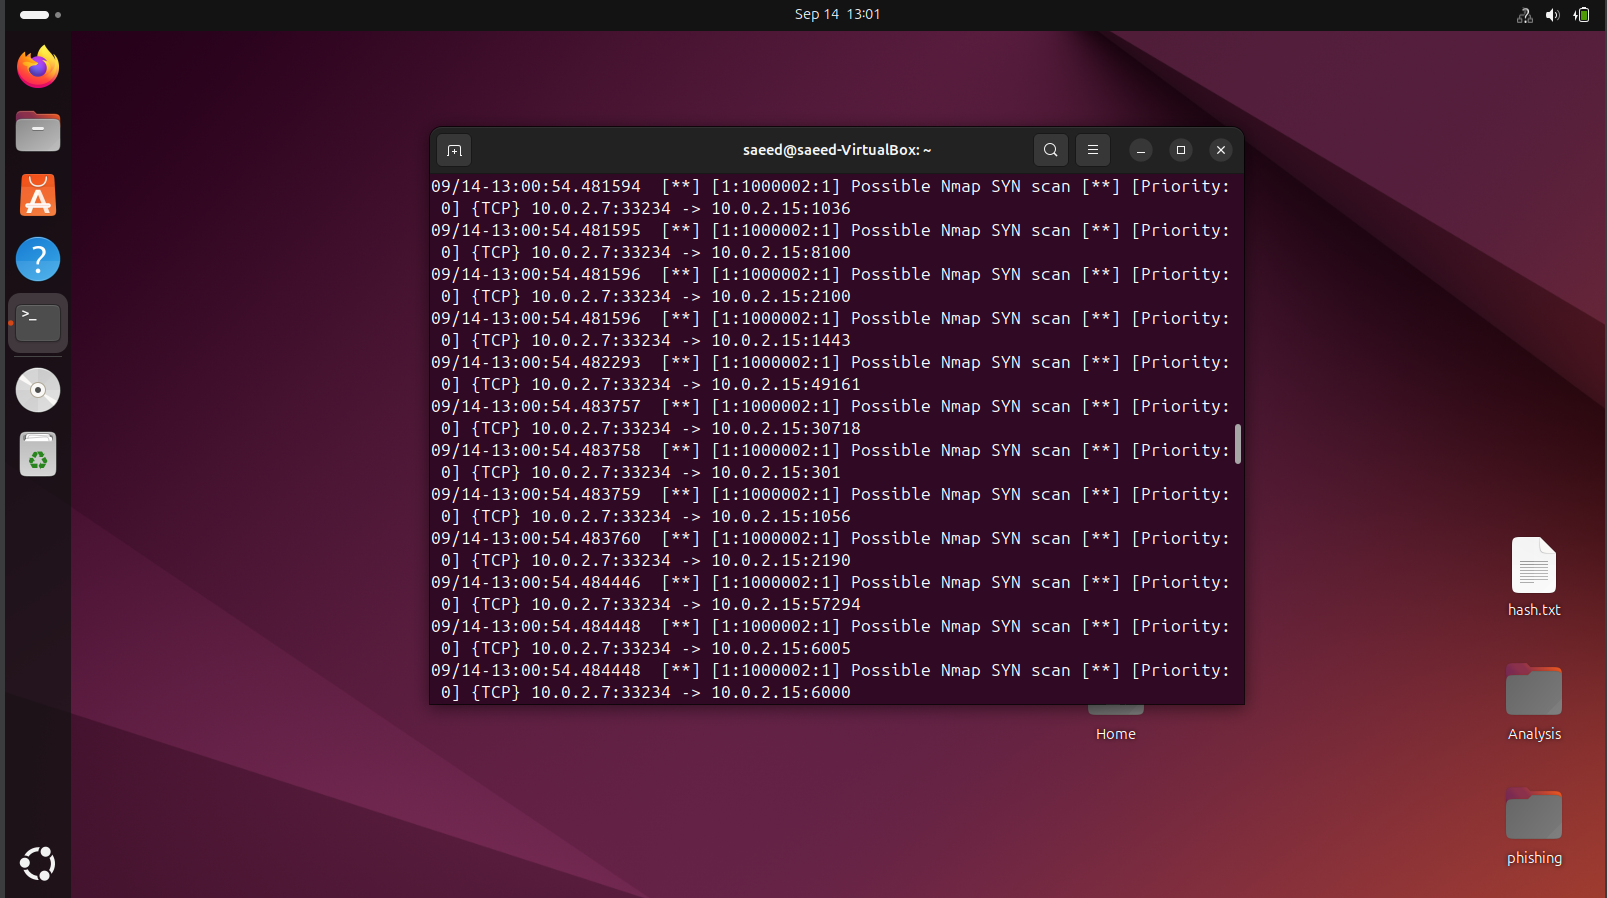 Sep 14 13:01
saeed@saeed-VirtualBox: ~
09/14-13:00:54.481594  [**] [1:1000002:1] Possible Nmap SYN scan [**] [Priority:
 0] {TCP} 10.0.2.7:33234 -> 10.0.2.15:1036
09/14-13:00:54.481595  [**] [1:1000002:1] Possible Nmap SYN scan [**] [Priority:
 0] {TCP} 10.0.2.7:33234 -> 10.0.2.15:8100
09/14-13:00:54.481596  [**] [1:1000002:1] Possible Nmap SYN scan [**] [Priority:
 0] {TCP} 10.0.2.7:33234 -> 10.0.2.15:2100
09/14-13:00:54.481596  [**] [1:1000002:1] Possible Nmap SYN scan [**] [Priority:
 0] {TCP} 10.0.2.7:33234 -> 10.0.2.15:1443
09/14-13:00:54.482293  [**] [1:1000002:1] Possible Nmap SYN scan [**] [Priority:
 0] {TCP} 10.0.2.7:33234 -> 10.0.2.15:49161
09/14-13:00:54.483757  [**] [1:1000002:1] Possible Nmap SYN scan [**] [Priority:
 0] {TCP} 10.0.2.7:33234 -> 10.0.2.15:30718
09/14-13:00:54.483758  [**] [1:1000002:1] Possible Nmap SYN scan [**] [Priority:
 0] {TCP} 10.0.2.7:33234 -> 10.0.2.15:301
09/14-13:00:54.483759  [**] [1:1000002:1] Possible Nmap SYN scan [**] [Priority:
 0] {TCP} 10.0.2.7:33234 -> 10.0.2.15:1056
09/14-13:00:54.483760  [**] [1:1000002:1] Possible Nmap SYN scan [**] [Priority:
 0] {TCP} 10.0.2.7:33234 -> 10.0.2.15:2190
09/14-13:00:54.484446  [**] [1:1000002:1] Possible Nmap SYN scan [**] [Priority:
 0] {TCP} 10.0.2.7:33234 -> 10.0.2.15:57294
09/14-13:00:54.484448  [**] [1:1000002:1] Possible Nmap SYN scan [**] [Priority:
 0] {TCP} 10.0.2.7:33234 -> 10.0.2.15:6005
09/14-13:00:54.484448  [**] [1:1000002:1] Possible Nmap SYN scan [**] [Priority:
 0] {TCP} 10.0.2.7:33234 -> 10.0.2.15:6000
hash.txt
Home
Analysis
phishing